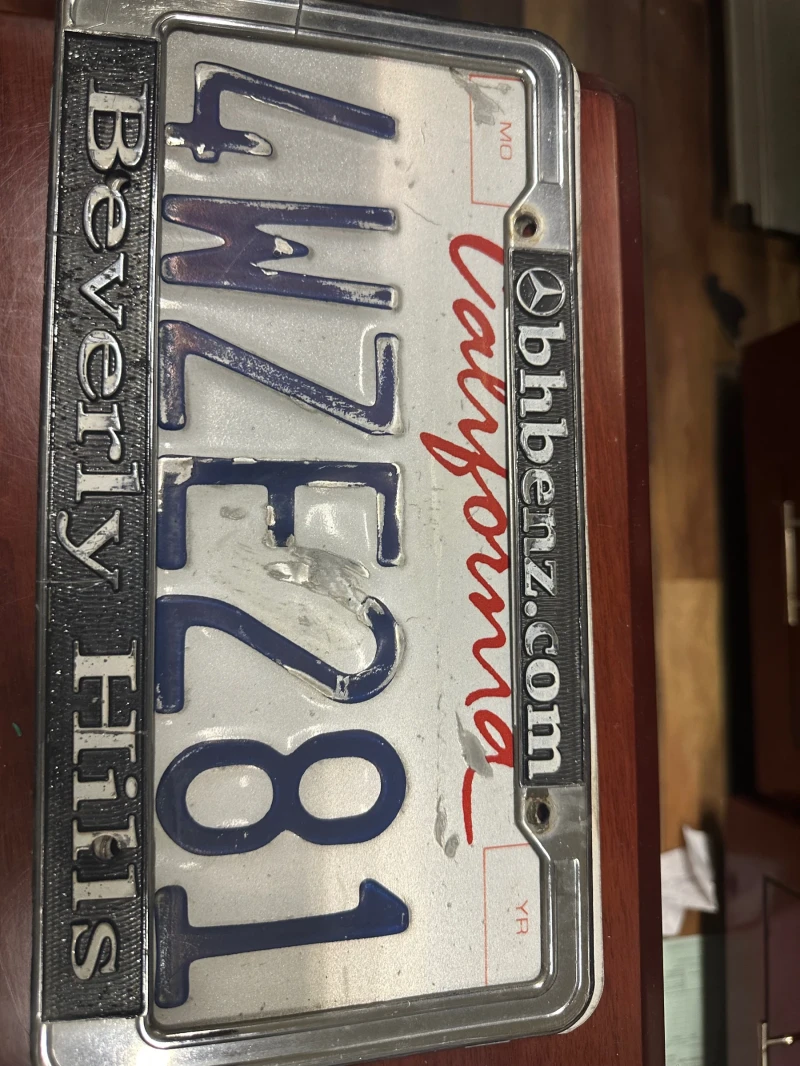 MO
YR
bhbenz.com
California
4WZE281
Beverly Hills